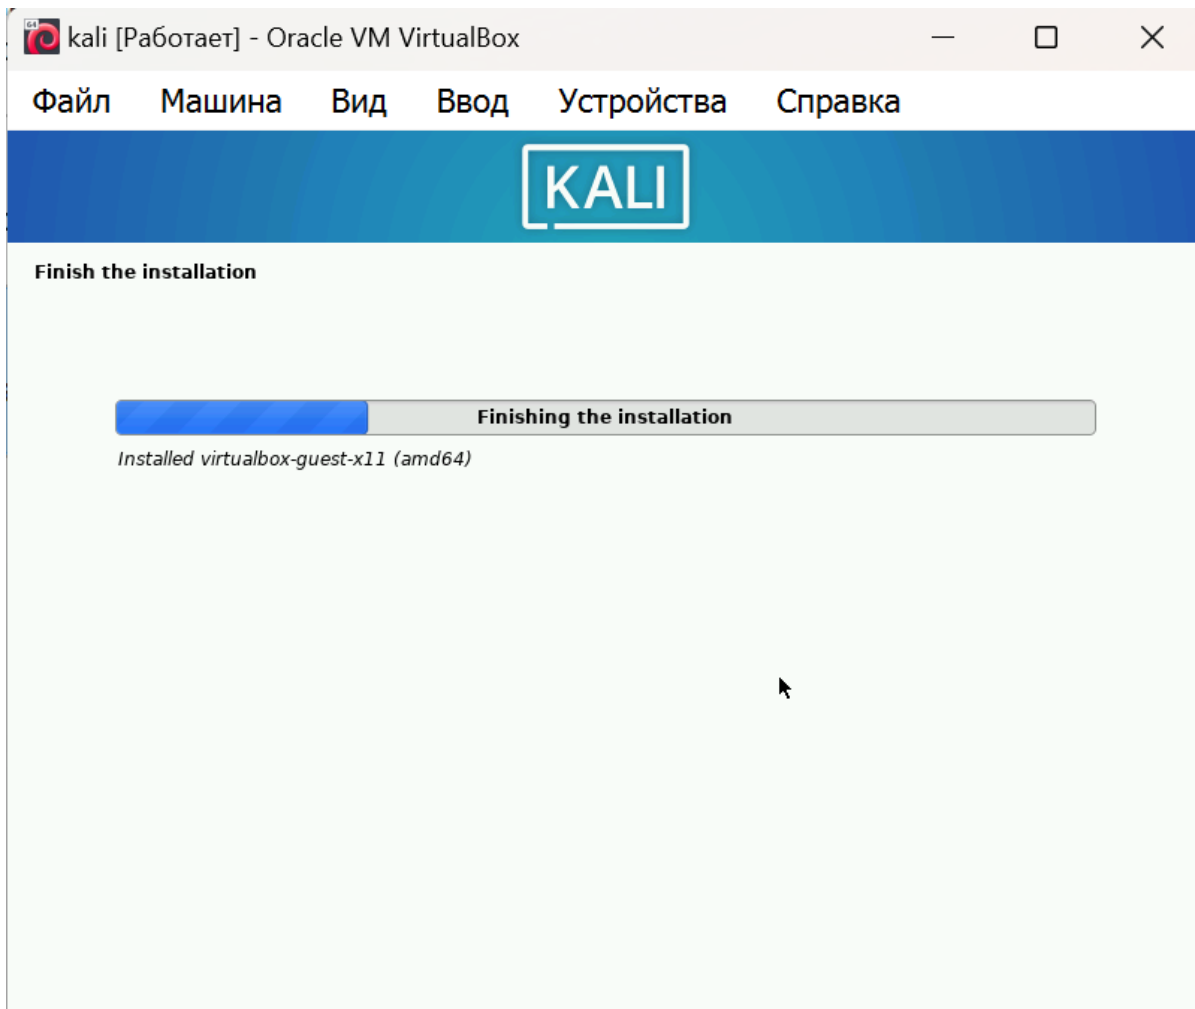 64
kali [Работает] - Oracle VM VirtualBox
Файл Машина Вид Ввод Устройства Справка
KALI
Finish the installation
Finishing the installation
Installed virtualbox-guest-x11 (amd64)